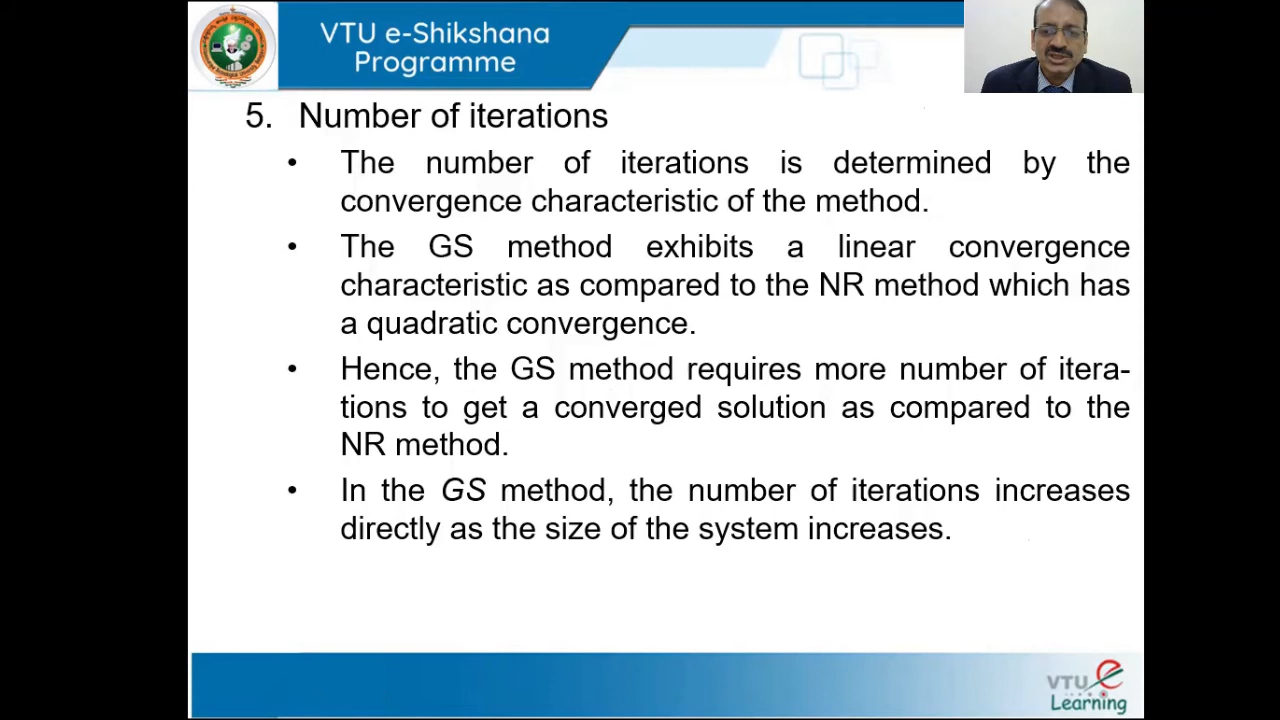 VTU e-Shikshana
Programme
5. Number of iterations
• The number of iterations is determined by the
convergence characteristic of the method.
• The GS method exhibits a linear convergence
characteristic as compared to the NR method which has
a quadratic convergence.
• Hence, the GS method requires more number of itera-
tions to get a converged solution as compared to the
NR method.
• In the GS method, the number of iterations increases
directly as the size of the system increases.
VTU e
Learning